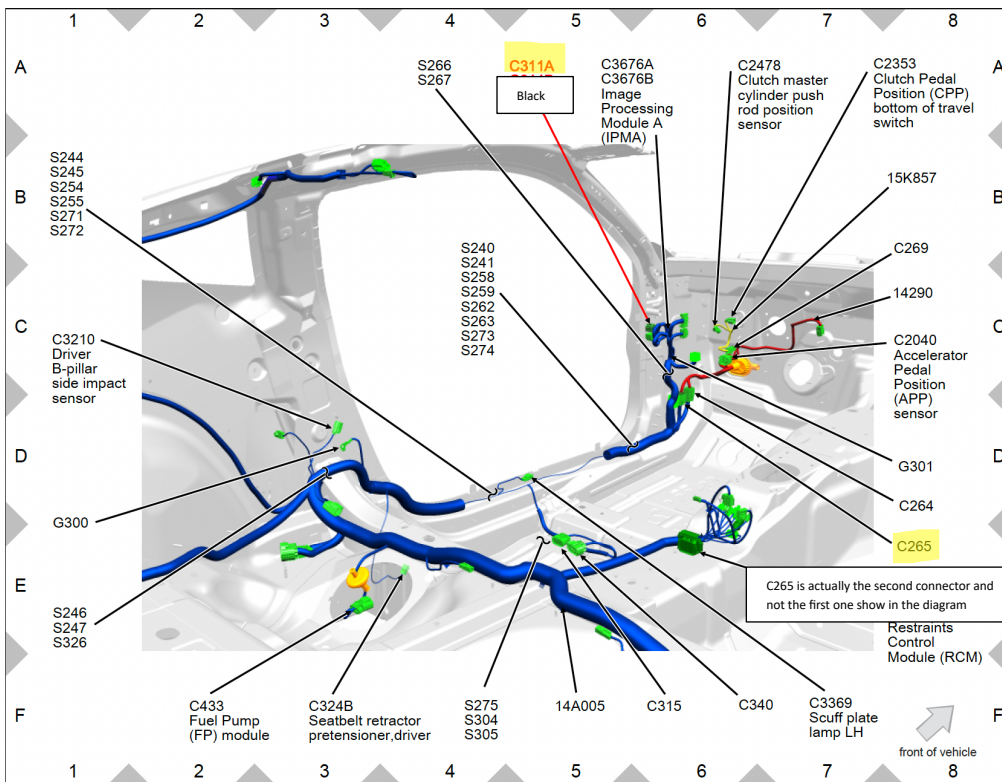 1 2 3 4 5 6 7 8
A
A
S266
S267
C311A
Black
C3676A
C3676B
Image
Processing
Module A
(IPMA)
C2478
Clutch master
cylinder push
rod position
sensor
C2353
Clutch Pedal
Position (CPP)
bottom of travel
switch
S244
S245
S254
S255
S271
S272
B
B
15K857
S240
S241
S258
S259
S262
S263
S273
S274
C269
14290
C
C
C3210
Driver
B-pillar
side impact
sensor
C2040
Accelerator
Pedal
Position
(APP)
sensor
D
D
G301
C264
G300
C265
E
E
C265 is actually the second connector and
not the first one show in the diagram
S246
S247
S326
Restraints
Control
Module (RCM)
C433
Fuel Pump
(FP) module
C324B
Seatbelt retractor
pretensioner,driver
S275
S304
S305
14A005
C315
C340
C3369
Scuff plate
lamp LH
F
F
front of vehicle
1 2 3 4 5 6 7 8